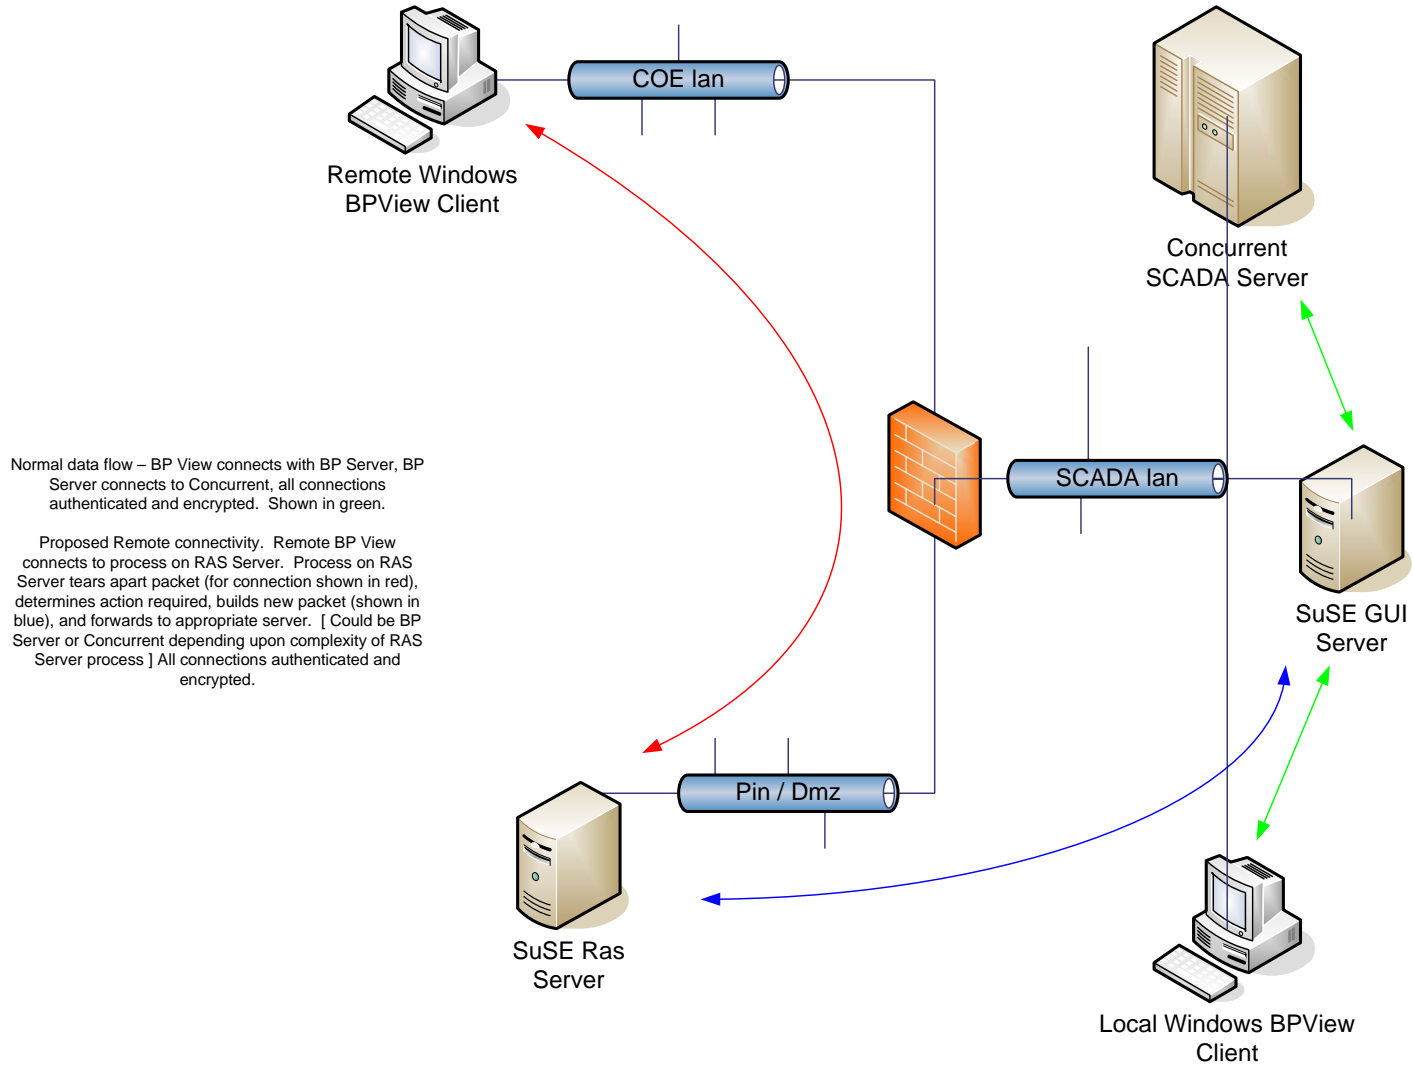 COE lan
Remote Windows
BPView Client
Concurrent
SCADA Server
Normal data flow – BP View connects with BP Server, BP
Server connects to Concurrent, all connections
authenticated and encrypted.  Shown in green.
Proposed Remote connectivity.  Remote BP View
connects to process on RAS Server.  Process on RAS
Server tears apart packet (for connection shown in red),
determines action required, builds new packet (shown in
blue), and forwards to appropriate server.  [ Could be BP
Server or Concurrent depending upon complexity of RAS
Server process ] All connections authenticated and
encrypted.
SCADA lan
SuSE GUI
Server
Pin / Dmz
SuSE Ras
Server
Local Windows BPView
Client